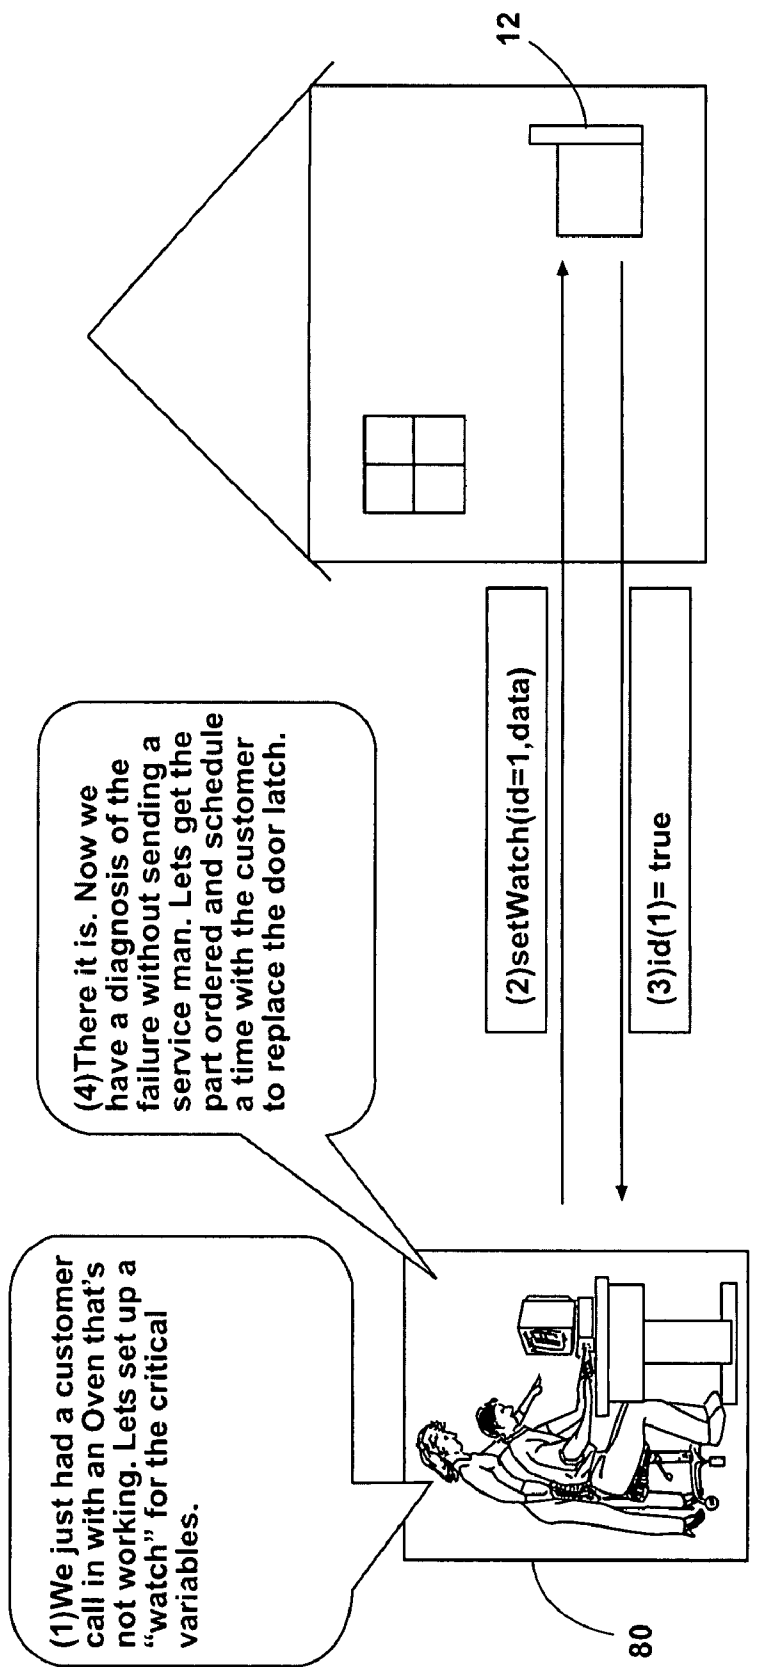 (1)We just had a customer
call in with an Oven that's
not working. Lets set up a
“watch” for the critical
variables.
(4)There it is. Now we
have a diagnosis of the
failure without sending a
service man. Lets get the
part ordered and schedule
a time with the customer
to replace the door latch.
(2)setWatch(id=1,data)
(3)id(1)= true
12
80